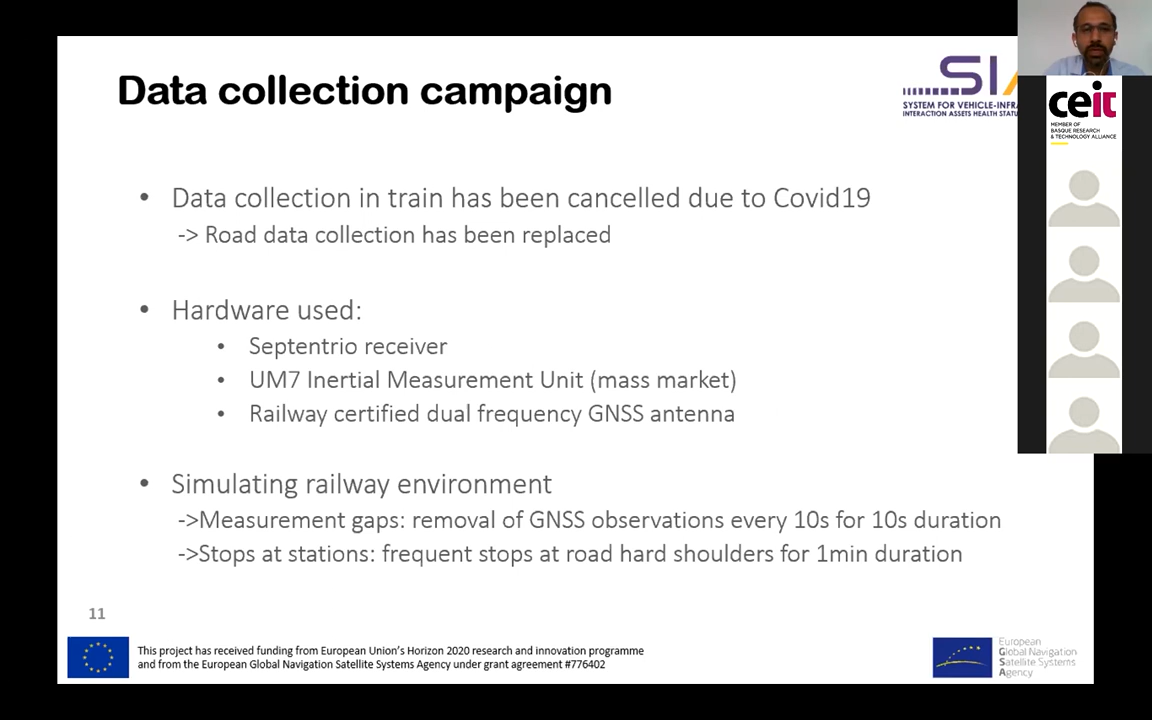 Data collection campaign
SI
SYSTEM FOR VEHICLE-INFRA
INTERACTION ASSETS HEALTH STATU
ceit
MEMBER OF
BASQUE RESEARCH
& TECHNOLOGY ALLIANCE
• Data collection in train has been cancelled due to Covid19
-> Road data collection has been replaced
• Hardware used:
• Septentrio receiver
• UM7 Inertial Measurement Unit (mass market)
• Railway certified dual frequency GNSS antenna
• Simulating railway environment
->Measurement gaps: removal of GNSS observations every 10s for 10s duration
->Stops at stations: frequent stops at road hard shoulders for 1min duration
11
This project has received funding from European Union's Horizon 2020 research and innovation programme
and from the European Global Navigation Satellite Systems Agency under grant agreement #776402
European
Global Navigation
Satellite Systems
Agency